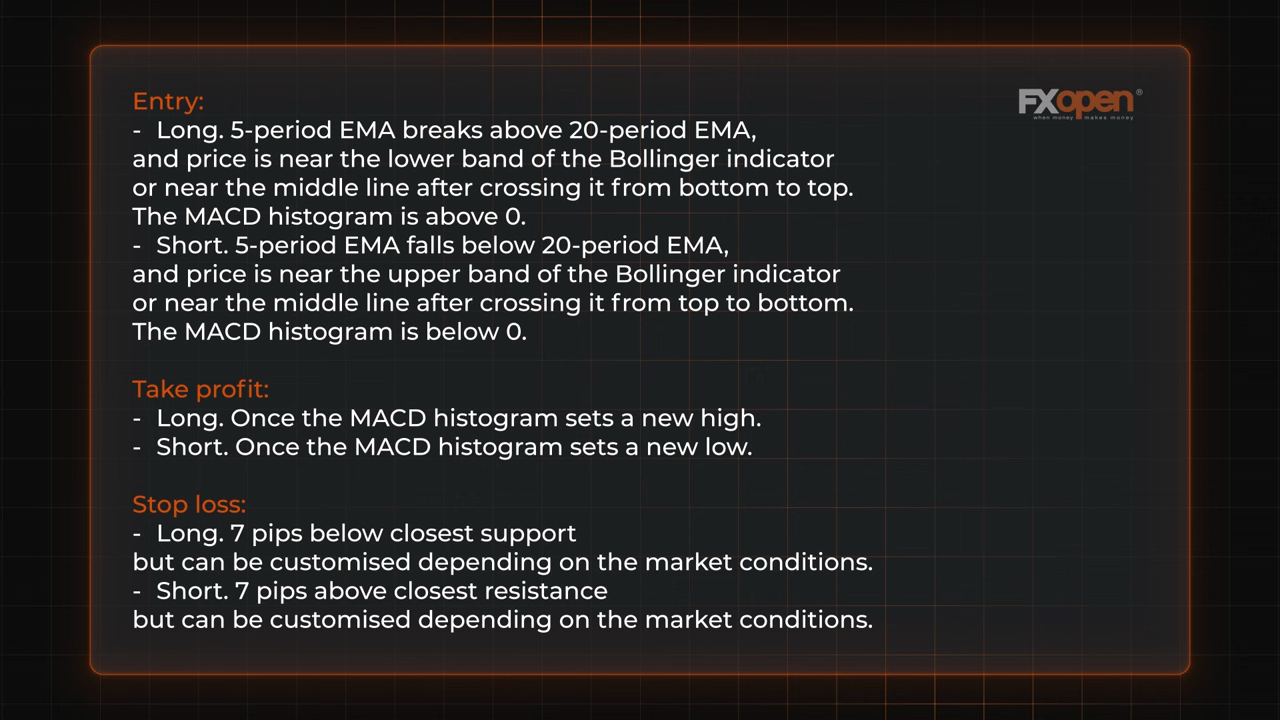 FXopen®
when money makes money
Entry:
- Long. 5-period EMA breaks above 20-period EMA,
and price is near the lower band of the Bollinger indicator
or near the middle line after crossing it from bottom to top.
The MACD histogram is above 0.
- Short. 5-period EMA falls below 20-period EMA,
and price is near the upper band of the Bollinger indicator
or near the middle line after crossing it from top to bottom.
The MACD histogram is below 0.
Take profit:
- Long. Once the MACD histogram sets a new high.
- Short. Once the MACD histogram sets a new low.
Stop loss:
- Long. 7 pips below closest support
but can be customised depending on the market conditions.
- Short. 7 pips above closest resistance
but can be customised depending on the market conditions.